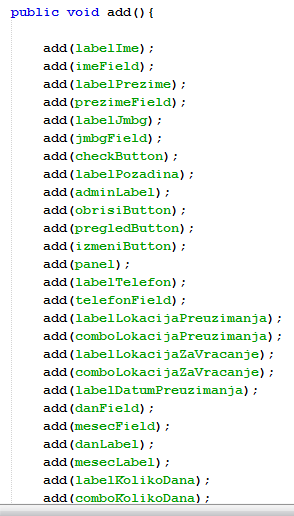 public void add(){
add(labelIme);
add(imeField);
add(labelPrezime);
add(prezimeField);
add(labelJmbg);
add(jmbgField);
add(checkButton);
add(labelPozadina);
add(adminLabel);
add(obrisiButton);
add(pregledButton);
add(izmeniButton);
add(panel);
add(labelTelefon);
add(telefonField);
add(labelLokacijaPreuzimanja);
add(comboLokacijaPreuzimanja);
add(labelLokacijaZaVracanje);
add(comboLokacijaZaVracanje);
add(labelDatumPreuzimanja);
add(danField);
add(mesecField);
add(danLabel);
add(mesecLabel);
add(labelKolikoDana);
add(comboKolikoDana);